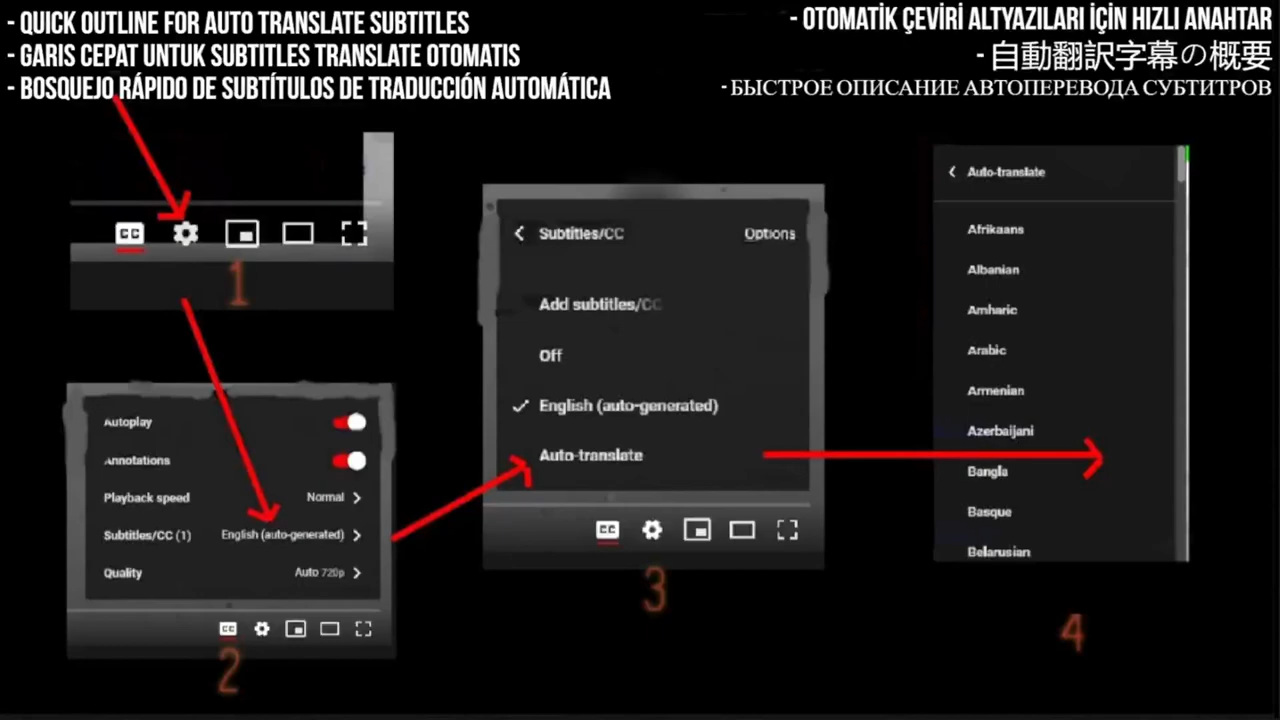 - QUICK OUTLINE FOR AUTO TRANSLATE SUBTITLES
- GARIS CEPAT UNTUK SUBTITLES TRANSLATE OTOMATIS
- BOSQUEJO RÁPIDO DE SUBTÍTULOS DE TRADUCCIÓN AUTOMÁTICA
- OTOMATİK ÇEVİRİ ALTYAZILARI İÇİN HIZLI ANAHTAR
- 自動翻訳字幕の概要
- БЫСТРОЕ ОПИСАНИЕ АВТОПЕРЕВОДА СУБТИТРОВ
CC
1
Autoplay
Annotations
Playback speed Normal
Subtitles/CC (1) English (auto-generated)
Quality Auto 720p
CC
2
Subtitles/CC Options
Add subtitles/CC
Off
English (auto-generated)
Auto-translate
CC
3
Auto-translate
Afrikaans
Albanian
Amharic
Arabic
Armenian
Azerbaijani
Bangla
Basque
Belarusian
4